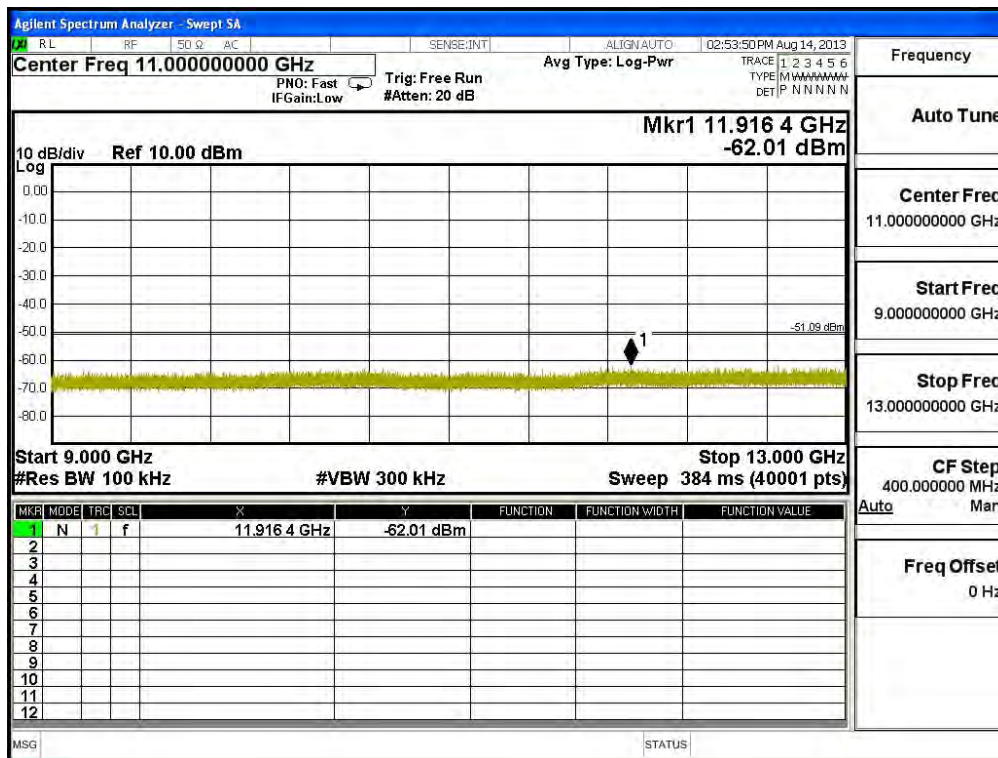 Agilent Spectrum Analyzer - Swept SA
RL RF 50 Ω AC SENSE:INT ALIGN AUTO 02:53:50 PM Aug 14, 2013
Center Freq 11.000000000 GHz
PNO: Fast
IFGain:Low
Trig: Free Run
#Atten: 20 dB
Avg Type: Log-Pwr
TRACE 1 2 3 4 5 6
TYPE M
DET P N N N N N
Mkr1 11.916 4 GHz
-62.01 dBm
10 dB/div Ref 10.00 dBm
Log
0.00
-10.0
-20.0
-30.0
-40.0
-50.0
-60.0
-70.0
-80.0
-51.09 dBm
1
Start 9.000 GHz Stop 13.000 GHz
#Res BW 100 kHz #VBW 300 kHz Sweep 384 ms (40001 pts)
MKR MODE TRC SCL X Y FUNCTION FUNCTION WIDTH FUNCTION VALUE
1 N 1 f 11.916 4 GHz -62.01 dBm
2
3
4
5
6
7
8
9
10
11
12
MSG STATUS
Frequency
Auto Tune
Center Freq
11.000000000 GHz
Start Freq
9.000000000 GHz
Stop Freq
13.000000000 GHz
CF Step
400.000000 MHz
Auto Man
Freq Offset
0 Hz